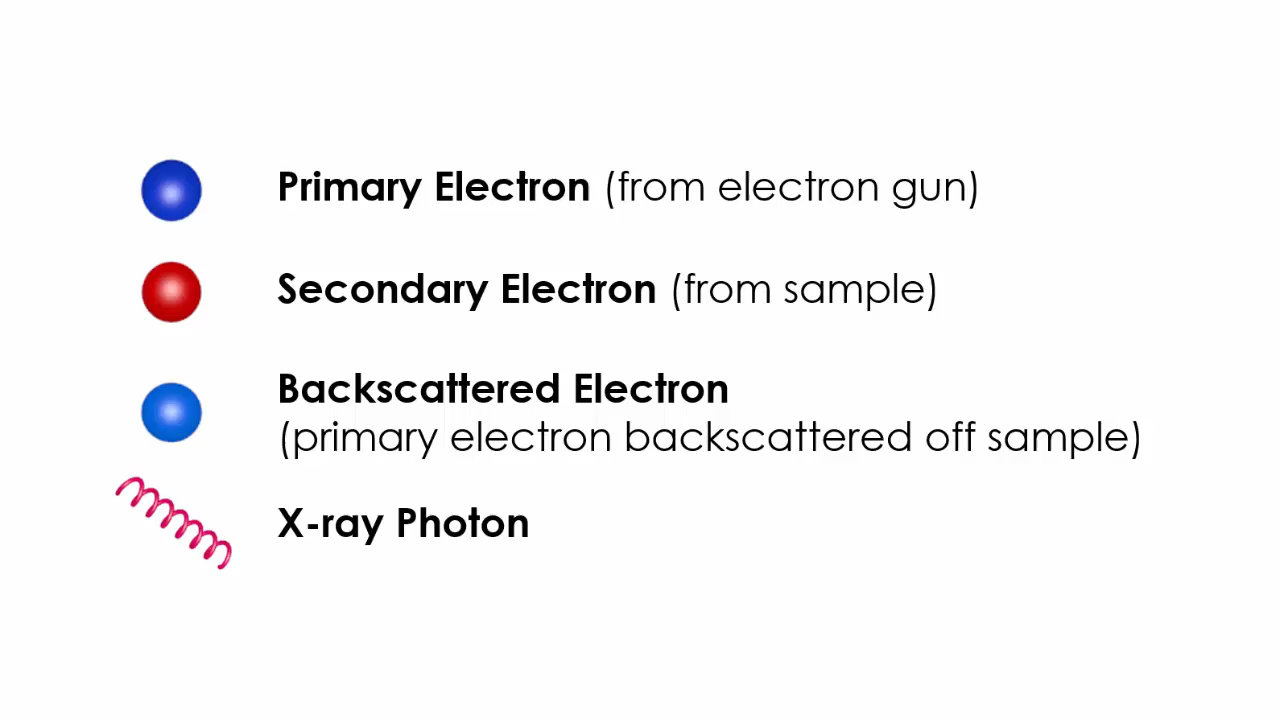 Primary Electron (from electron gun)
Secondary Electron (from sample)
Backscattered Electron
(primary electron backscattered off sample)
X-ray Photon